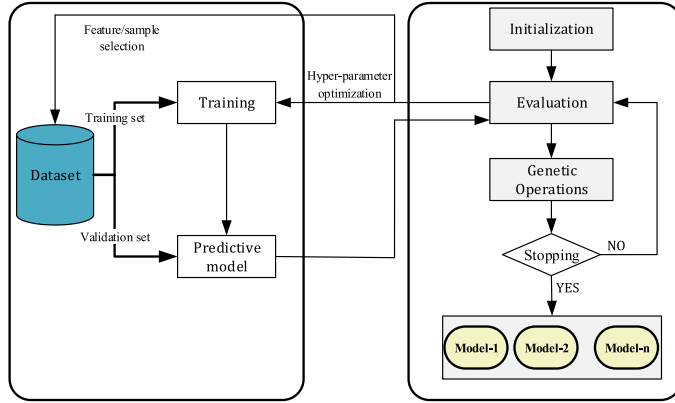 Feature/sample
selection
Initialization
Hyper-parameter
optimization
Training
Evaluation
Training set
Dataset
Genetic
Operations
Validation set
Predictive
model
Stopping
NO
YES
Model-1
Model-2
Model-n